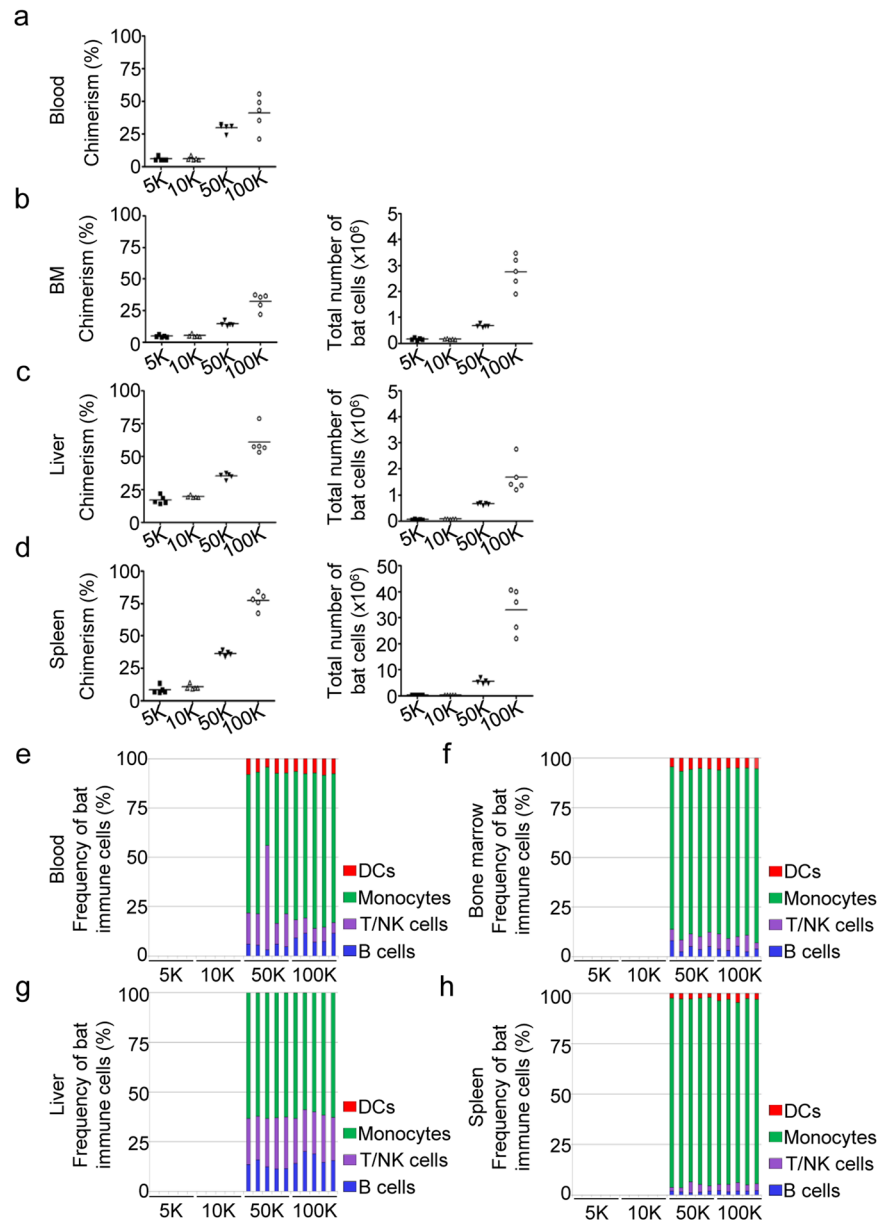 a
Blood
Chimerism (%)
100
75
50
25
0
5K 10K 50K 100K
b
BM
Chimerism (%)
100
75
50
25
0
5K 10K 50K 100K
Total number of
bat cells (x10⁶)
5
4
3
2
1
0
5K 10K 50K 100K
c
Liver
Chimerism (%)
100
75
50
25
0
5K 10K 50K 100K
Total number of
bat cells (x10⁶)
5
4
3
2
1
0
5K 10K 50K 100K
d
Spleen
Chimerism (%)
100
75
50
25
0
5K 10K 50K 100K
Total number of
bat cells (x10⁶)
50
40
30
20
10
0
5K 10K 50K 100K
e
Blood
Frequency of bat
immune cells (%)
100
75
50
25
0
5K 10K 50K 100K
DCs
Monocytes
T/NK cells
B cells
f
Bone marrow
Frequency of bat
immune cells (%)
100
75
50
25
0
5K 10K 50K 100K
DCs
Monocytes
T/NK cells
B cells
g
Liver
Frequency of bat
immune cells (%)
100
75
50
25
0
5K 10K 50K 100K
DCs
Monocytes
T/NK cells
B cells
h
Spleen
Frequency of bat
immune cells (%)
100
75
50
25
0
5K 10K 50K 100K
DCs
Monocytes
T/NK cells
B cells